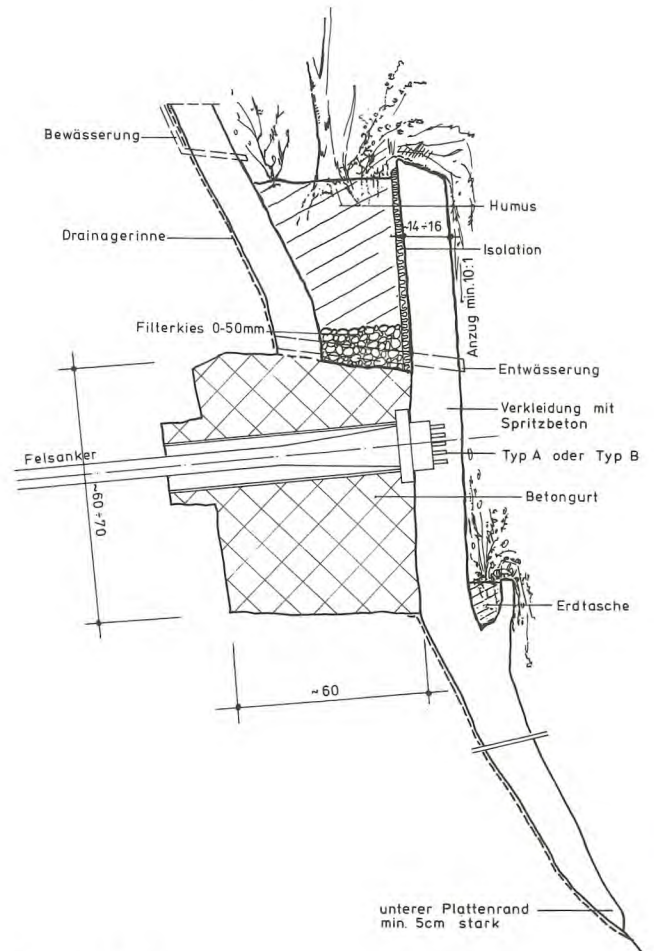 Bewässerung
Humus
Drainagerinne
14÷16
Isolation
Anzug min.10:1
Filterkies 0-50mm
Entwässerung
Verkleidung mit
Spritzbeton
Felsanker
Typ A oder Typ B
~60÷70
Betongurt
Erdtasche
~60
unterer Plattenrand
min. 5cm stark